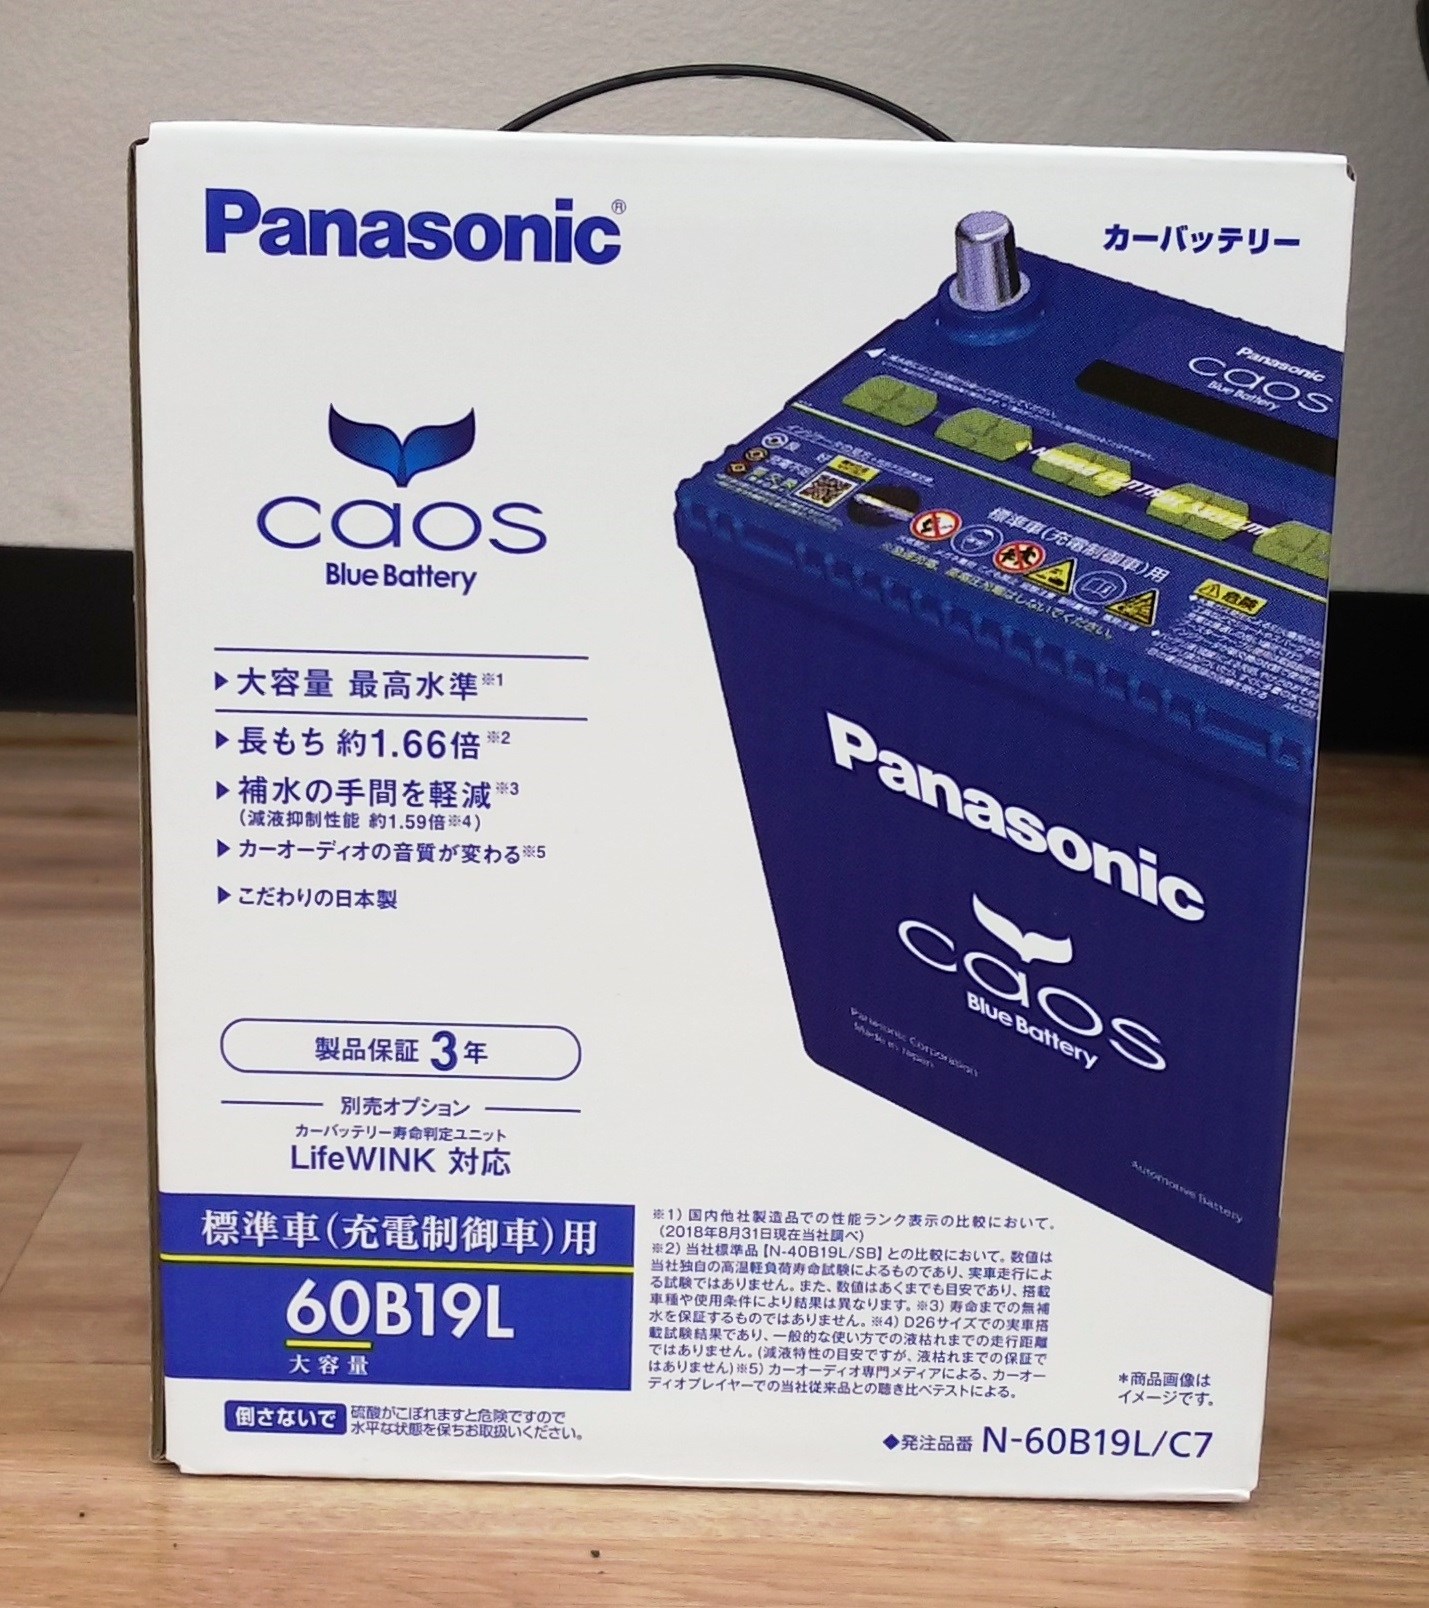 Panasonic®
カーバッテリー
caos
Blue Battery
▶大容量 最高水準※1
▶長もち 約1.66倍※2
▶補水の手間を軽減※3
(減液抑制性能 約1.59倍※4)
▶カーオーディオの音質が変わる※5
▶こだわりの日本製
製品保証 3年
別売オプション
カーバッテリー寿命判定ユニット
LifeWINK 対応
標準車(充電制御車)用
60B19L
大容量
倒さないで
硫酸がこぼれますと危険ですので
水平な状態を保ちお取扱いください。
※1) 国内他社製造品での性能ランク表示の比較において。
(2018年8月31日現在当社調べ)
※2) 当社標準品【N-40B19L/SB】との比較において。数値は
当社独自の高温軽負荷寿命試験によるものであり、実車走行によ
る試験ではありません。また、数値はあくまでも目安であり、搭載
車種や使用条件により結果は異なります。※3) 寿命までの無補
水を保証するものではありません。※4) D26サイズでの実車搭
載試験結果であり、一般的な使い方での液枯れまでの走行距離
ではありません。(減液特性の目安ですが、液枯れまでの保証で
はありません)※5) カーオーディオ専門メディアによる、カーオー
ディオプレイヤーでの当社従来品との聴き比べテストによる。
*商品画像は
イメージです。
◆発注品番 N-60B19L/C7
Panasonic
caos
Blue Battery
標準車(充電制御車)用
⚠危険
Panasonic
caos
Blue Battery
Panasonic Corporation
Made in Japan
Automotive Battery